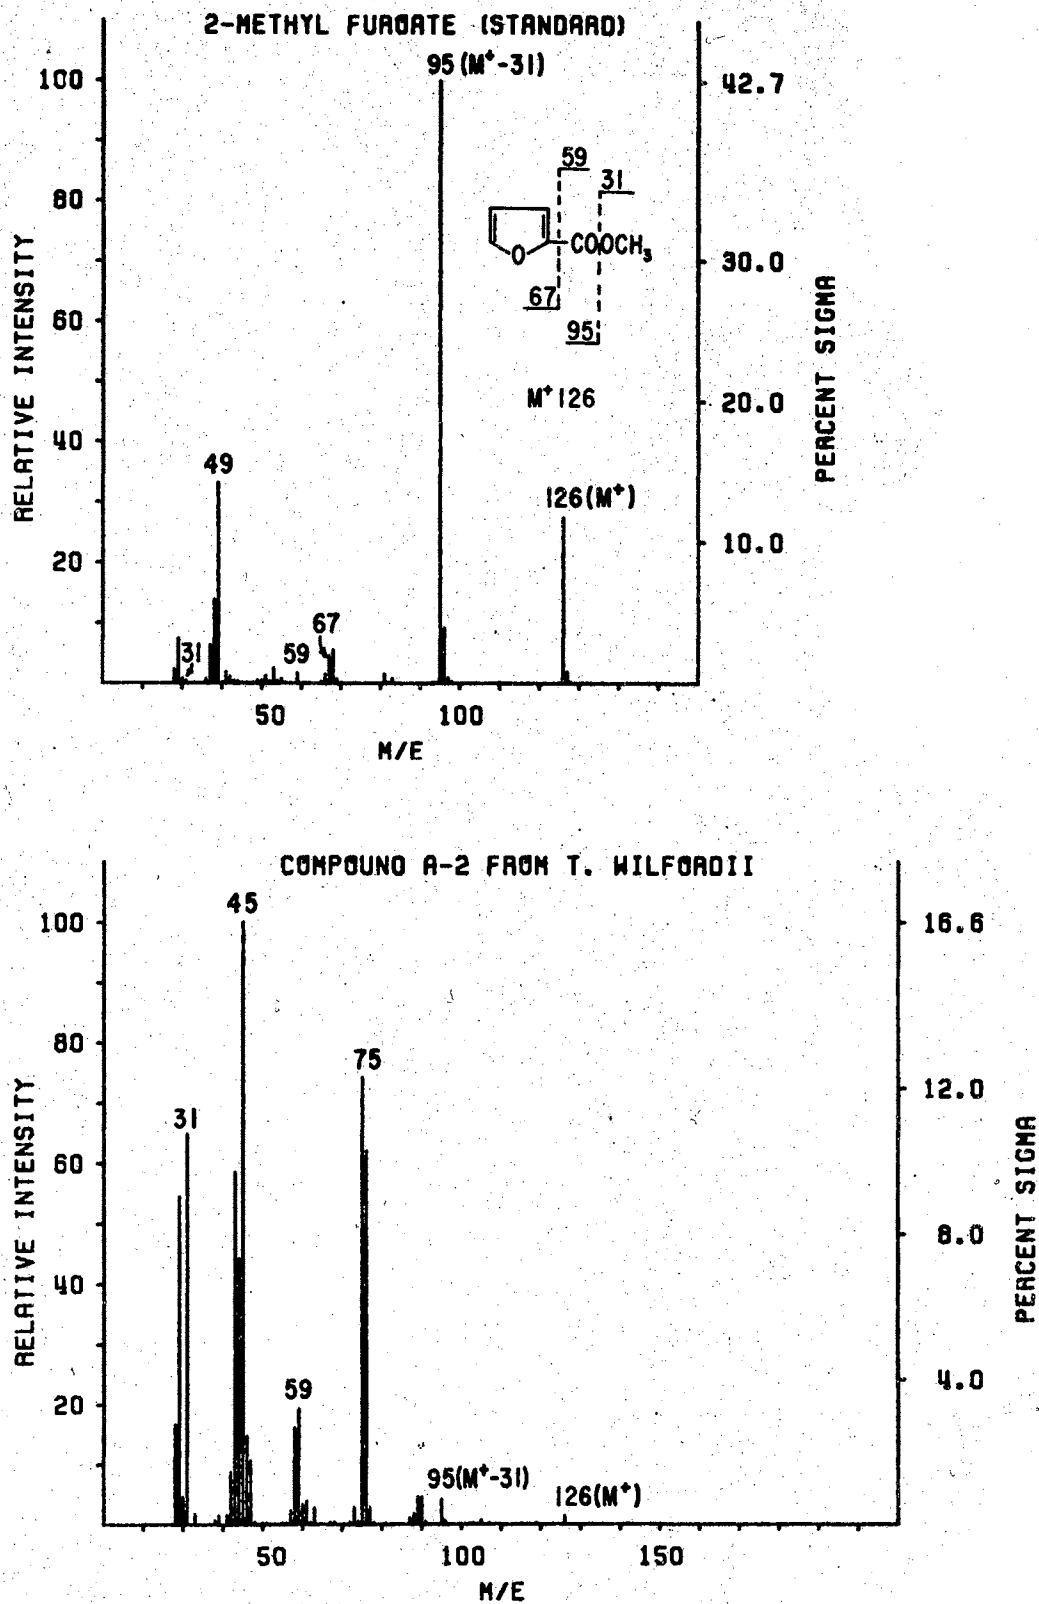 2-METHYL FUROATE (STANDARD)
95(M⁺-31)
100
42.7
59
31
80
O
COOCH₃
30.0
67
60
95
M⁺126
20.0
40
49
126(M⁺)
10.0
20
67
31
59
50
100
M/E
RELATIVE INTENSITY
PERCENT SIGMA
COMPOUND A-2 FROM T. WILFORDII
45
100
16.6
80
75
12.0
31
60
8.0
40
59
4.0
20
95(M⁺-31)
126(M⁺)
50
100
150
M/E
RELATIVE INTENSITY
PERCENT SIGMA